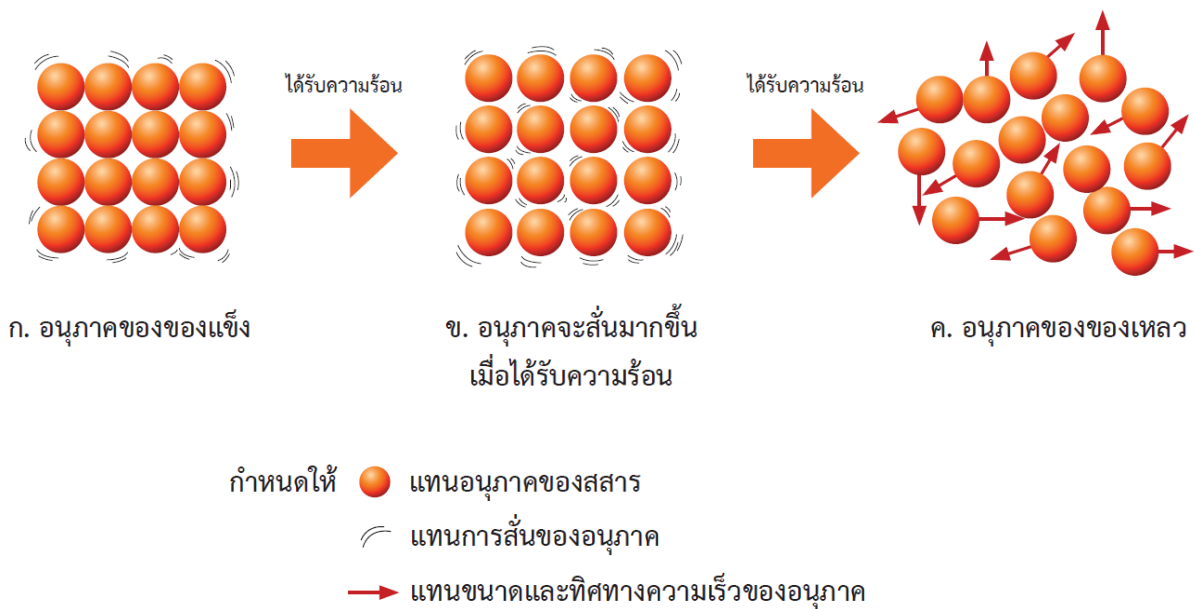 ได้รับความร้อน
ได้รับความร้อน
ก. อนุภาคของของแข็ง
ข. อนุภาคจะสั่นมากขึ้น
เมื่อได้รับความร้อน
ค. อนุภาคของของเหลว
กำหนดให้ แทนอนุภาคของสสาร
แทนการสั่นของอนุภาค
แทนขนาดและทิศทางความเร็วของอนุภาค